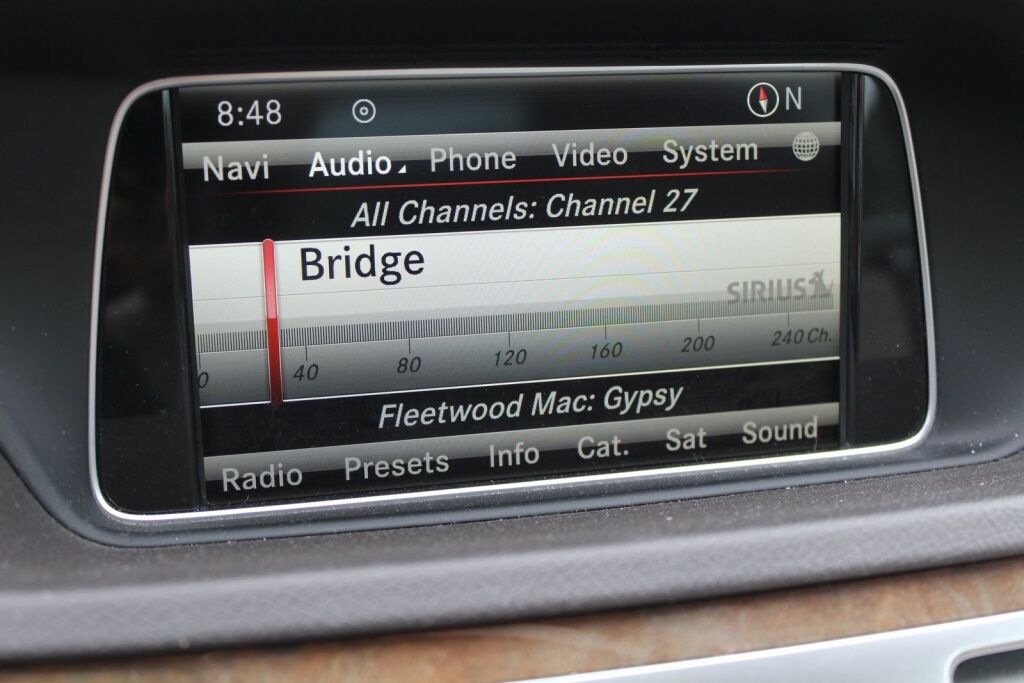 8:48 N
Navi Audio Phone Video System
All Channels: Channel 27
Bridge
SIRIUS
0 40 80 120 160 200 240 Ch.
Fleetwood Mac: Gypsy
Radio Presets Info Cat. Sat Sound